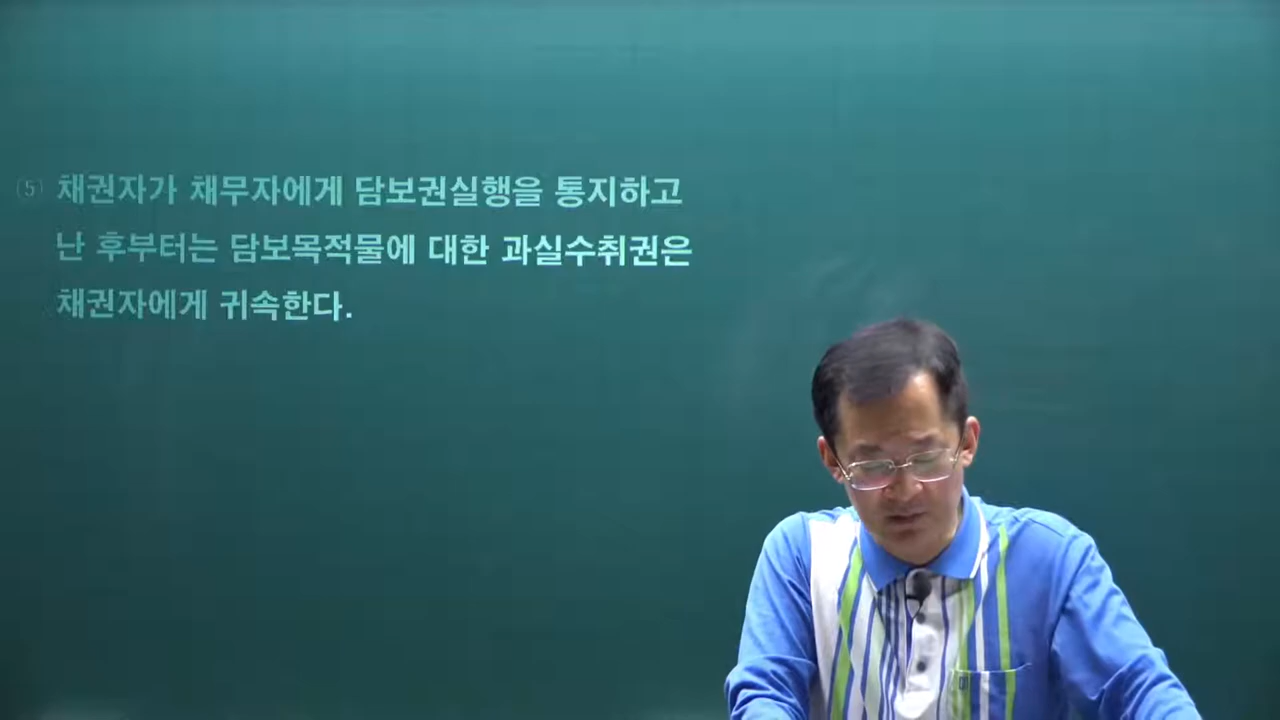 (5) 채권자가 채무자에게 담보권실행을 통지하고
난 후부터는 담보목적물에 대한 과실수취권은
채권자에게 귀속한다.